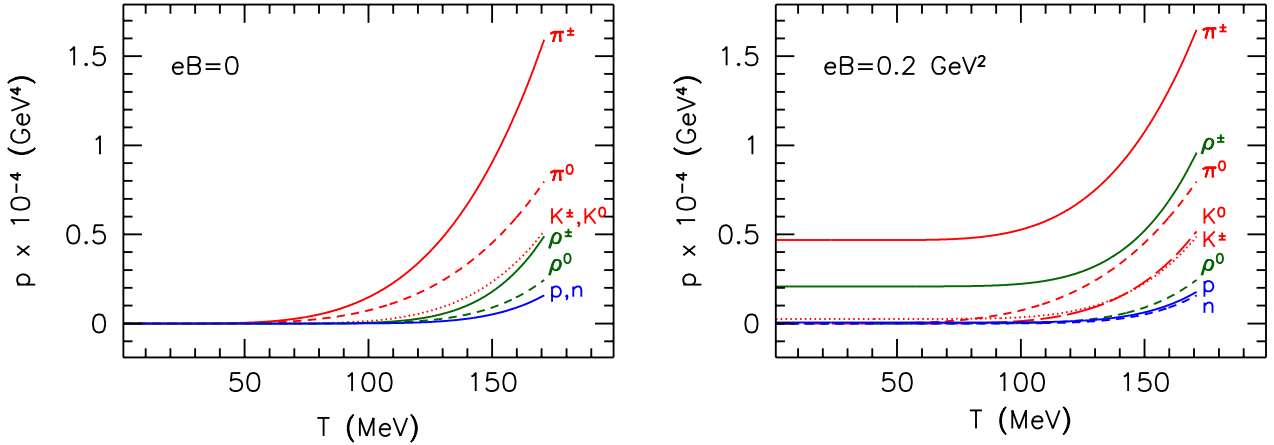 p x 10⁻⁴ (GeV⁴)
eB=0
1.5
1
0.5
0
π±
π⁰
K±,K⁰
ρ±
ρ⁰
p,n
50 100 150
T (MeV)
p x 10⁻⁴ (GeV⁴)
eB=0.2 GeV²
1.5
1
0.5
0
π±
ρ±
π⁰
K⁰
K±
ρ⁰
p
n
50 100 150
T (MeV)